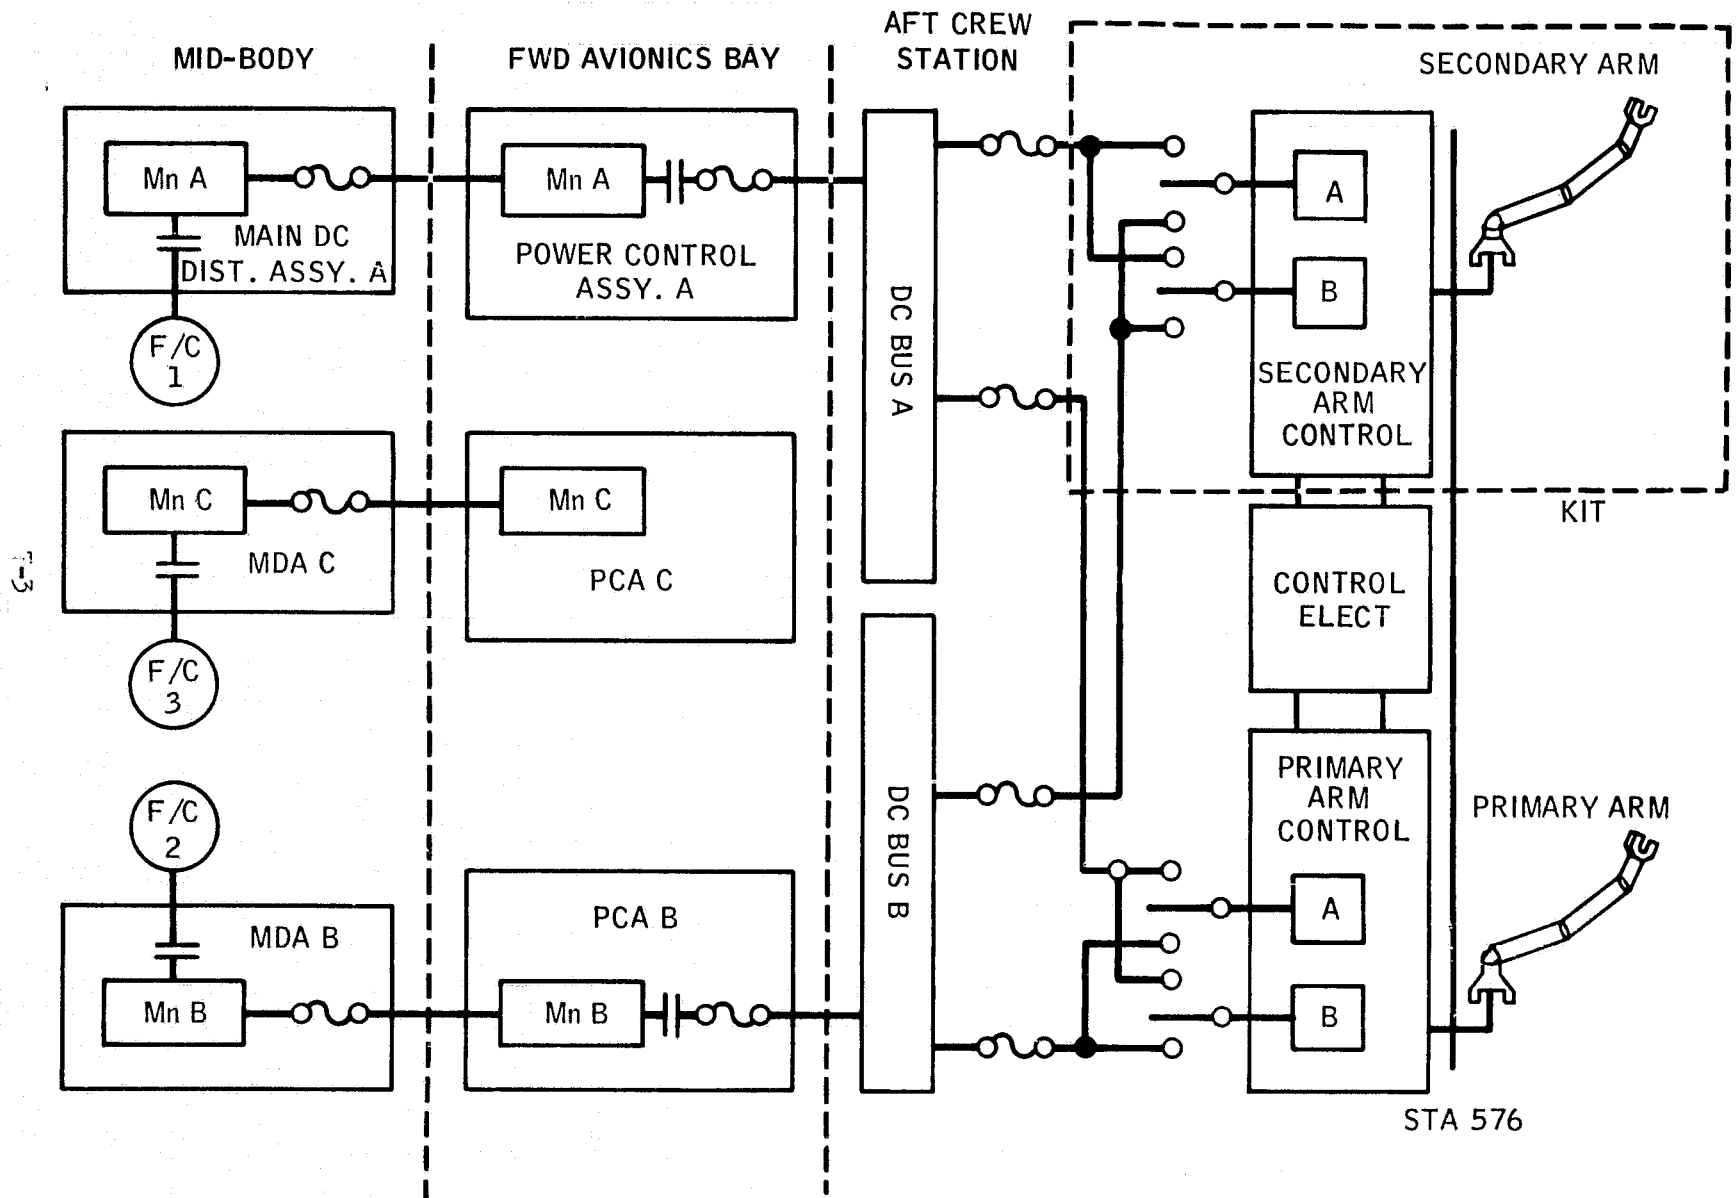 MID-BODY
FWD AVIONICS BAY
AFT CREW
STATION
SECONDARY ARM
Mn A
MAIN DC
DIST. ASSY. A
F/C
1
Mn A
POWER CONTROL
ASSY. A
DC BUS A
A
B
SECONDARY
ARM
CONTROL
KIT
Mn C
MDA C
F/C
3
Mn C
PCA C
CONTROL
ELECT
F/C
2
MDA B
Mn B
PCA B
Mn B
DC BUS B
PRIMARY
ARM
CONTROL
A
B
PRIMARY ARM
STA 576